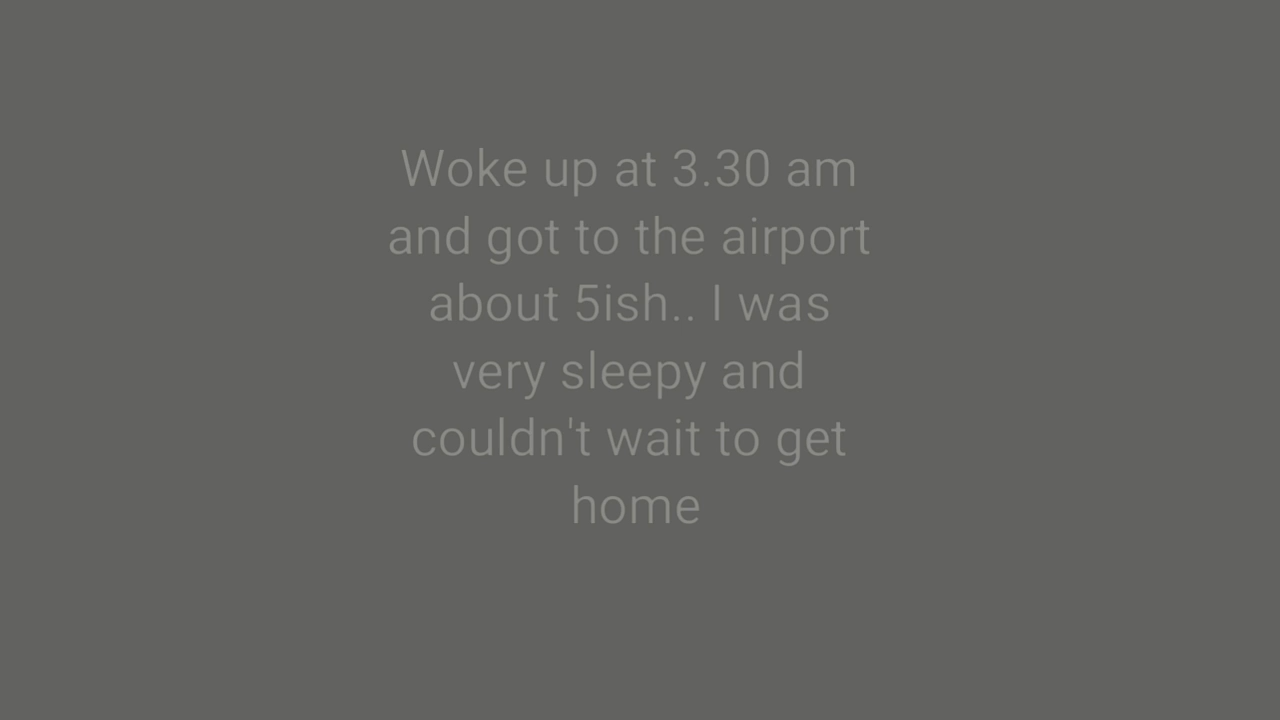 Woke up at 3.30 am
and got to the airport
about 5ish.. I was
very sleepy and
couldn't wait to get
home